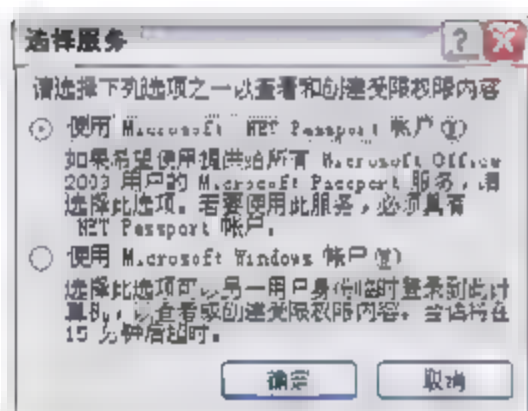 选择服务
请选择下列选项之一以查看和创建受限权限内容
使用 Microsoft .NET Passport 帐户(P)
如果希望使用提供给所有 Microsoft Office
2003 用户的 Microsoft Passport 服务,请
选择此选项。若要使用此服务,必须具有
.NET Passport 帐户。
使用 Microsoft Windows 帐户(W)
选择此选项可以另一用户身份临时登录到此计
算机,以查看或创建受限权限内容。会话将在
15 分钟后超时。
确定
取消